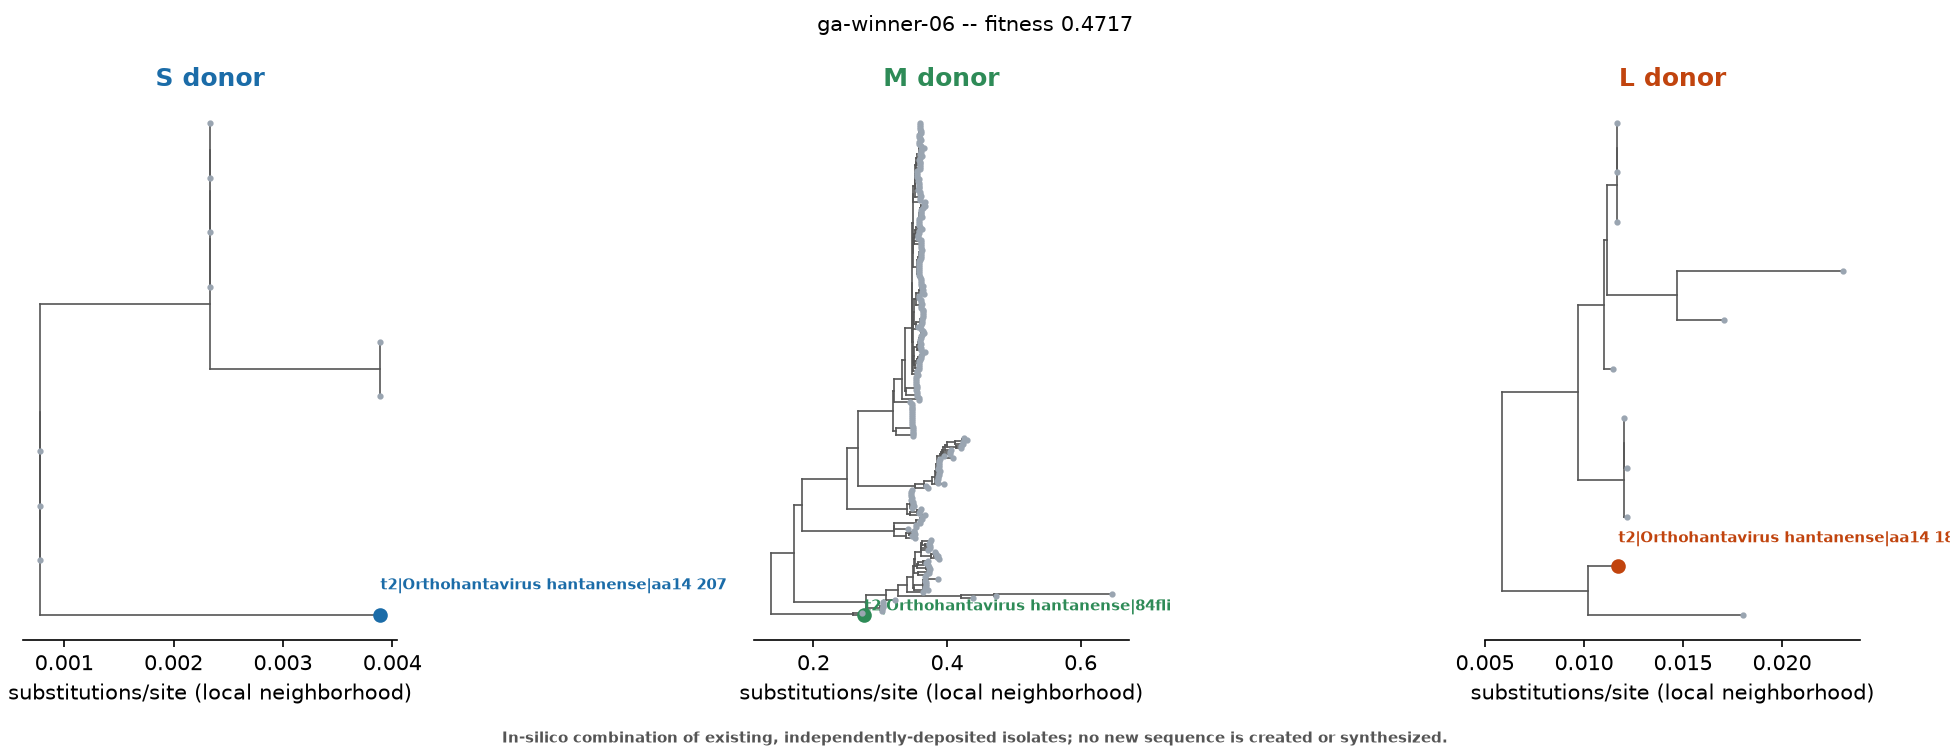 ga-winner-06 -- fitness 0.4717
S donor
M donor
L donor
t2|Orthohantavirus hantanense|aa14 18
t2|Orthohantavirus hantanense|aa14 207
t2|Orthohantavirus hantanense|84fli
0.001 0.002 0.003 0.004
0.2 0.4 0.6
0.005 0.010 0.015 0.020
substitutions/site (local neighborhood)
substitutions/site (local neighborhood)
substitutions/site (local neighborhood)
In-silico combination of existing, independently-deposited isolates; no new sequence is created or synthesized.